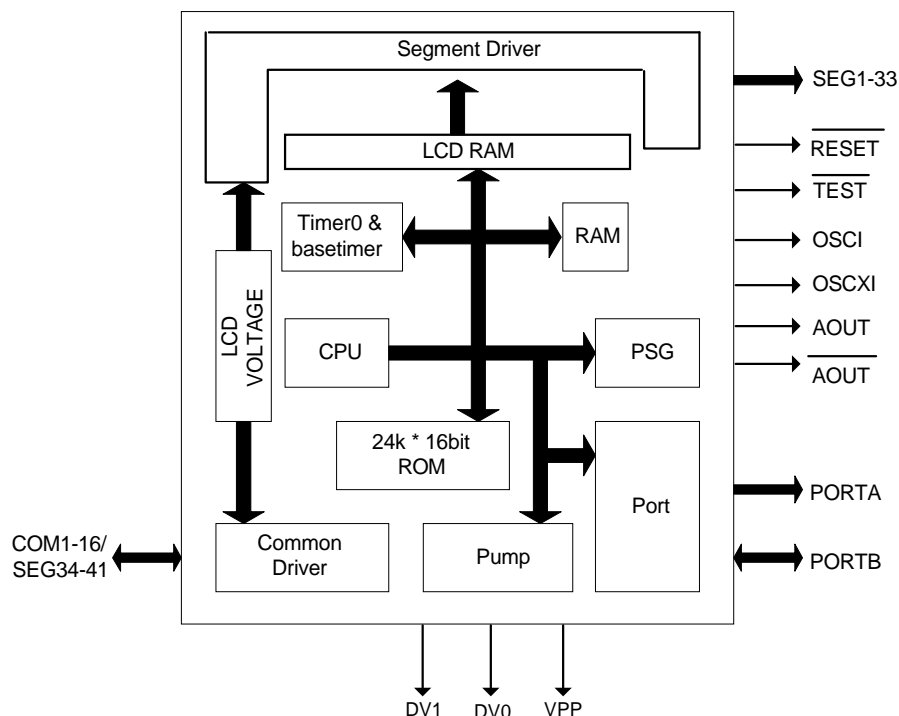 Segment Driver
SEG1-33
LCD RAM
RESET
TEST
Timer0 &
basetimer
RAM
OSCI
OSCXI
LCD
VOLTAGE
CPU
PSG
AOUT
AOUT
24k * 16bit
ROM
Port
PORTA
COM1-16/
SEG34-41
Common
Driver
Pump
PORTB
DV1
DV0
VPP